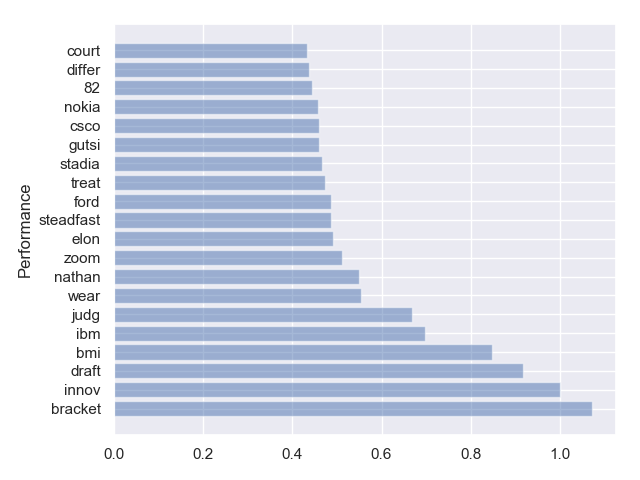 court
differ
82
nokia
csco
gutsi
stadia
treat
ford
steadfast
elon
zoom
nathan
wear
judg
ibm
bmi
draft
innov
bracket
Performance
0.0 0.2 0.4 0.6 0.8 1.0